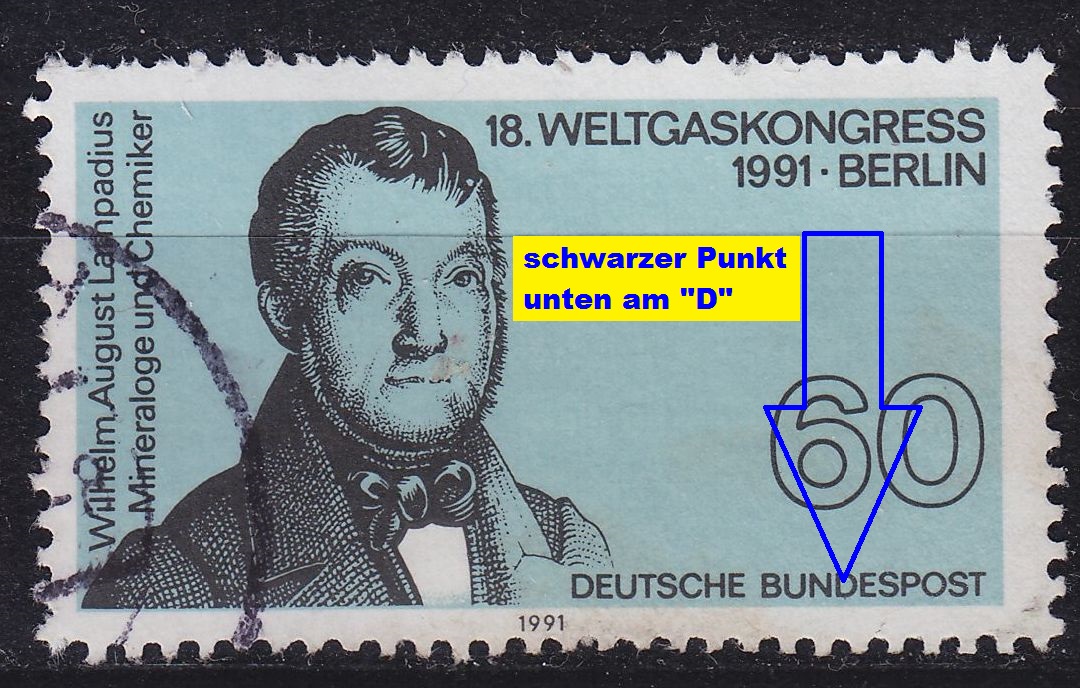 18. WELTGASKONGRESS
1991 · BERLIN
Wilhelm August Lampadius
Mineraloge und Chemiker
schwarzer Punkt
unten am "D"
60
DEUTSCHE BUNDESPOST
1991